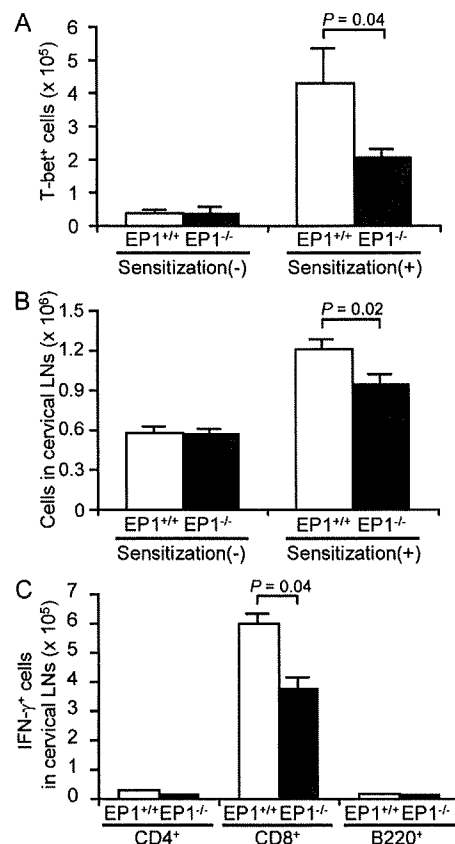 A
T-bet⁺ cells (x 10⁵)
6
5
4
3
2
1
0
P = 0.04
EP1⁺/⁺ EP1⁻/⁻
EP1⁺/⁺ EP1⁻/⁻
Sensitization(-)
Sensitization(+)
B
Cells in cervical LNs (x 10⁶)
1.5
1.2
0.9
0.6
0.3
0
P = 0.02
EP1⁺/⁺ EP1⁻/⁻
EP1⁺/⁺ EP1⁻/⁻
Sensitization(-)
Sensitization(+)
C
IFN-γ⁺ cells
in cervical LNs (x 10⁵)
7
6
5
4
3
2
1
0
P = 0.04
EP1⁺/⁺EP1⁻/⁻
EP1⁺/⁺ EP1⁻/⁻
EP1⁺/⁺ EP1⁻/⁻
CD4⁺
CD8⁺
B220⁺